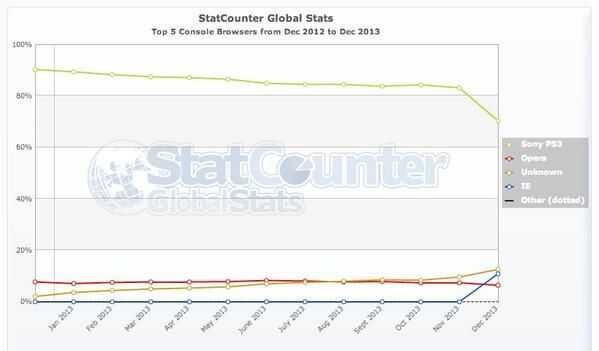 StatCounter Global Stats
Top 5 Console Browsers from Dec 2012 to Dec 2013
100%
80%
60%
40%
20%
0%
StatCounter
GlobalStats
Sony PS3
Opera
Unknown
IE
Other (dotted)
Jan 2013
Feb 2013
Mar 2013
Apr 2013
May 2013
June 2013
July 2013
Aug 2013
Sept 2013
Oct 2013
Nov 2013
Dec 2013